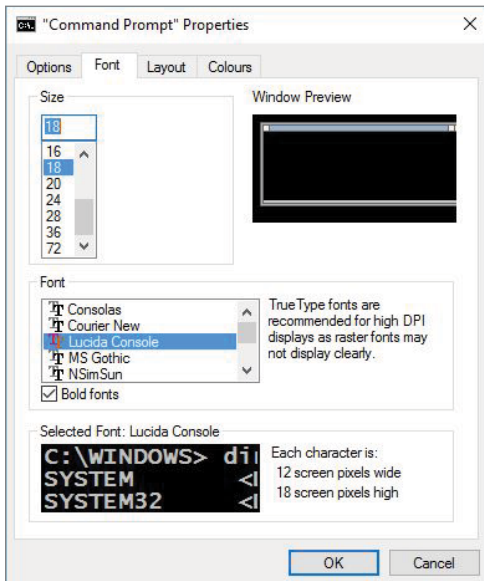 "Command Prompt" Properties
Options Font Layout Colours
Size
18
16
18
20
24
28
36
72
Window Preview
Font
Consolas
Courier New
Lucida Console
MS Gothic
NSimSun
Bold fonts
TrueType fonts are
recommended for high DPI
displays as raster fonts may
not display clearly.
Selected Font: Lucida Console
C:\WINDOWS> di
SYSTEM <
SYSTEM32 <
Each character is:
12 screen pixels wide
18 screen pixels high
OK Cancel